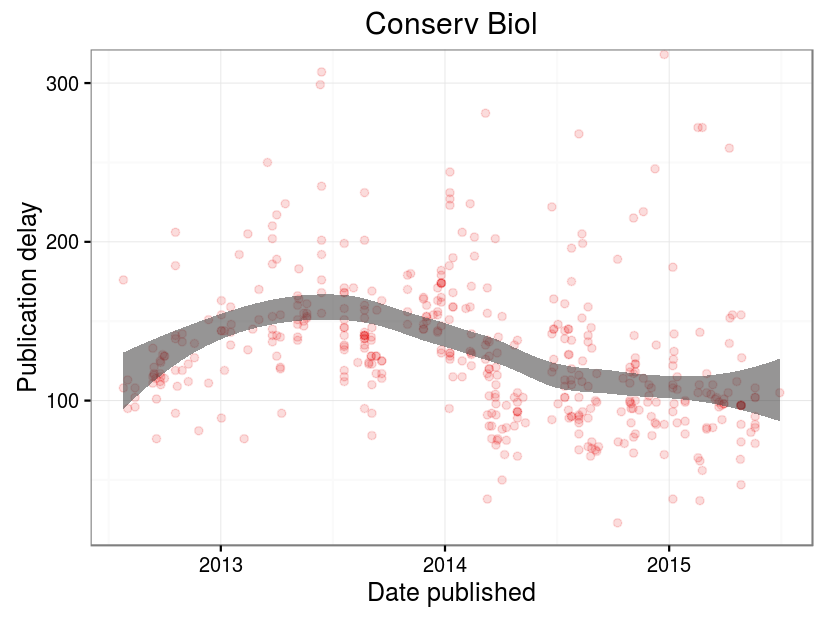 Conserv Biol
Publication delay
300
200
100
2013 2014 2015
Date published